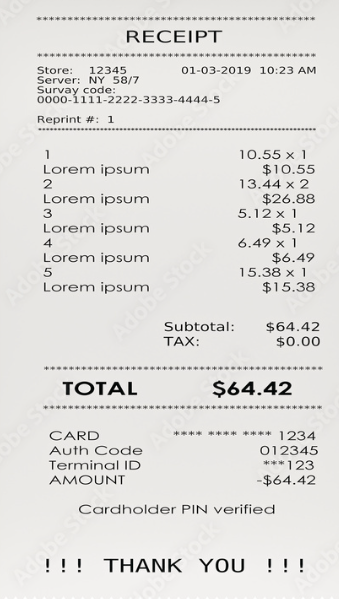 ****************************************************
RECEIPT
****************************************************
Store: 12345 01-03-2019 10:23 AM
Server: NY 58/7
Survay code:
0000-1111-2222-3333-4444-5
Reprint #: 1
****************************************************
1 10.55 x 1
Lorem ipsum $10.55
2 13.44 x 2
Lorem ipsum $26.88
3 5.12 x 1
Lorem ipsum $5.12
4 6.49 x 1
Lorem ipsum $6.49
5 15.38 x 1
Lorem ipsum $15.38
Subtotal: $64.42
TAX: $0.00
****************************************************
TOTAL $64.42
****************************************************
CARD **** **** **** 1234
Auth Code 012345
Terminal ID ***123
AMOUNT -$64.42
Cardholder PIN verified
!!! THANK YOU !!!
Adobe Stock